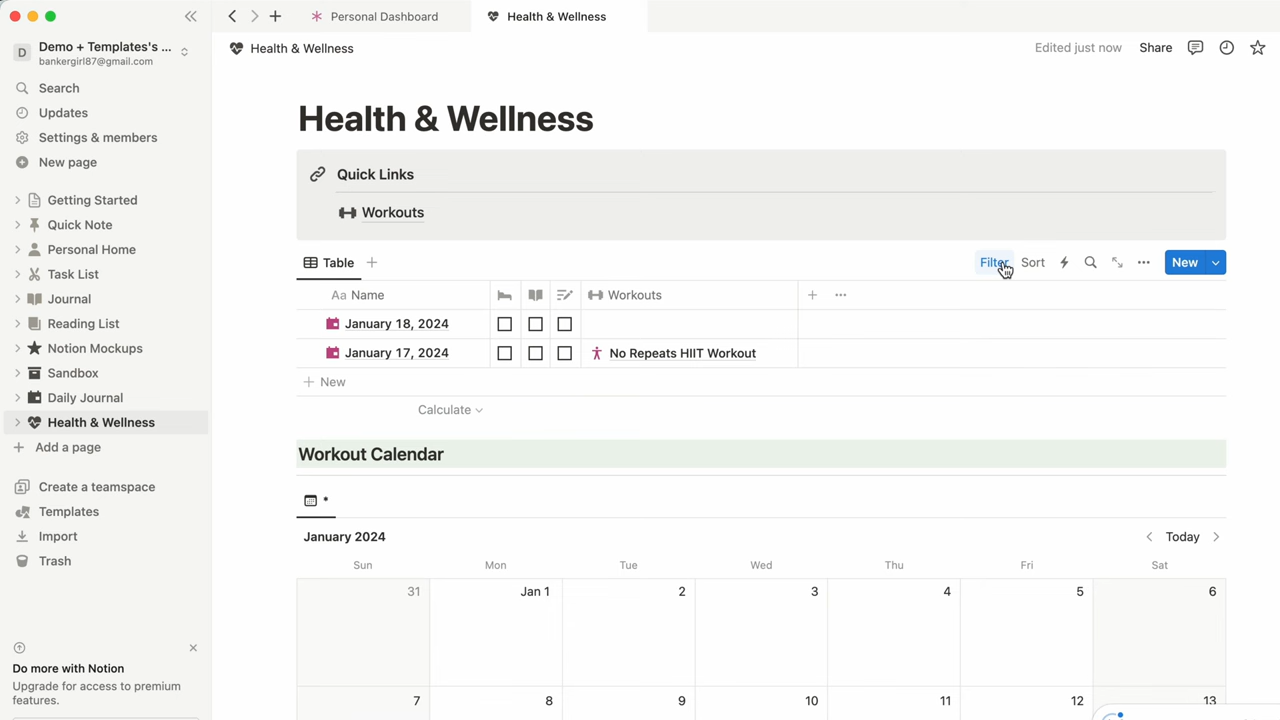 Personal Dashboard
Health & Wellness
D
Demo + Templates's ...
bankergirl87@gmail.com
Health & Wellness
Edited just now
Share
Search
Updates
Settings & members
New page
Getting Started
Quick Note
Personal Home
Task List
Journal
Reading List
Notion Mockups
Sandbox
Daily Journal
Health & Wellness
Add a page
Create a teamspace
Templates
Import
Trash
Do more with Notion
Upgrade for access to premium
features.
Health & Wellness
Quick Links
Workouts
Table
Filter
Sort
New
Aa Name
Workouts
January 18, 2024
January 17, 2024
No Repeats HIIT Workout
New
Calculate
Workout Calendar
*
January 2024
Today
Sun Mon Tue Wed Thu Fri Sat
31 Jan 1 2 3 4 5 6
7 8 9 10 11 12 13